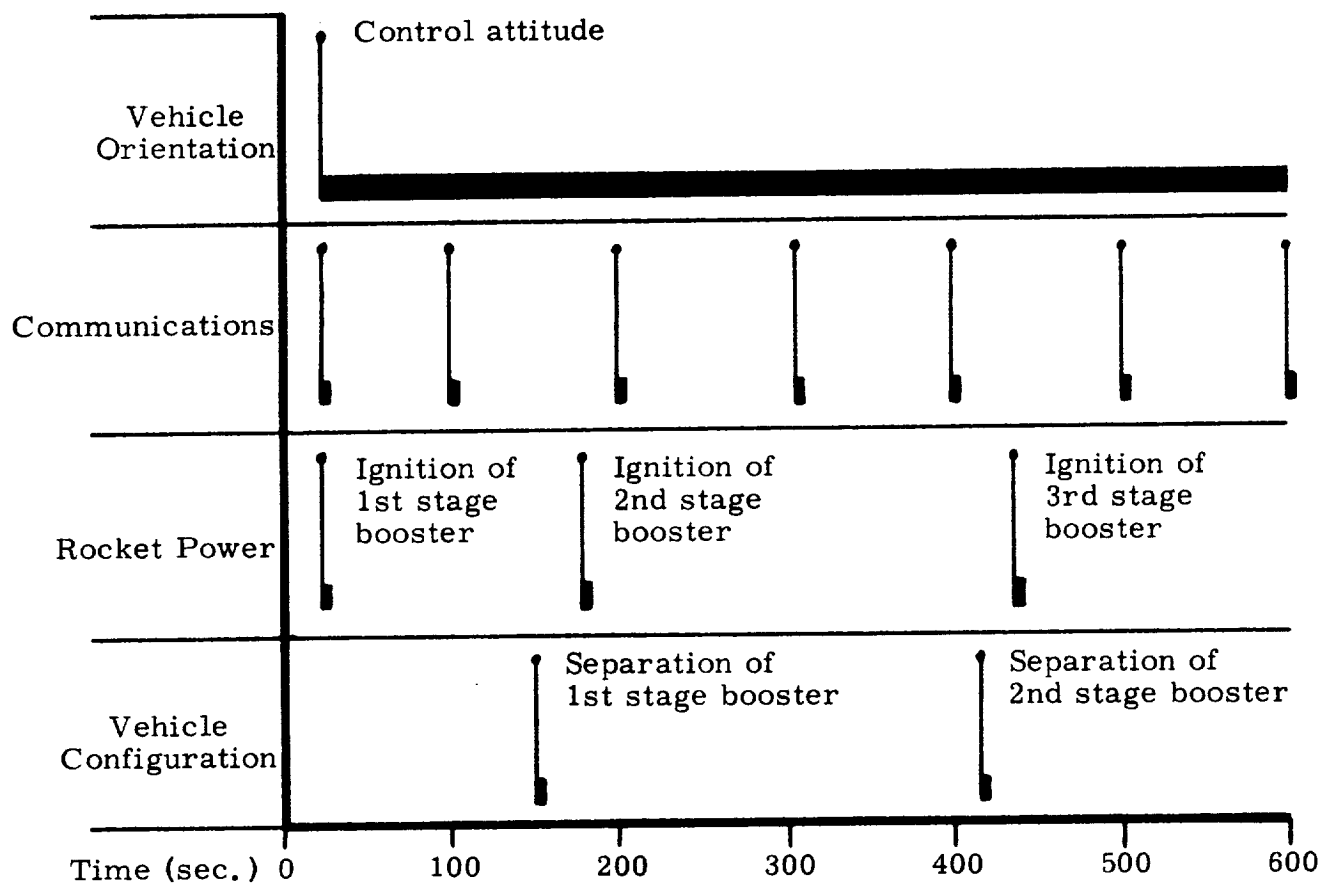 Control attitude
Vehicle
Orientation
Communications
Ignition of
1st stage
booster
Ignition of
2nd stage
booster
Ignition of
3rd stage
booster
Rocket Power
Separation of
1st stage booster
Separation of
2nd stage booster
Vehicle
Configuration
Time (sec.) 0 100 200 300 400 500 600